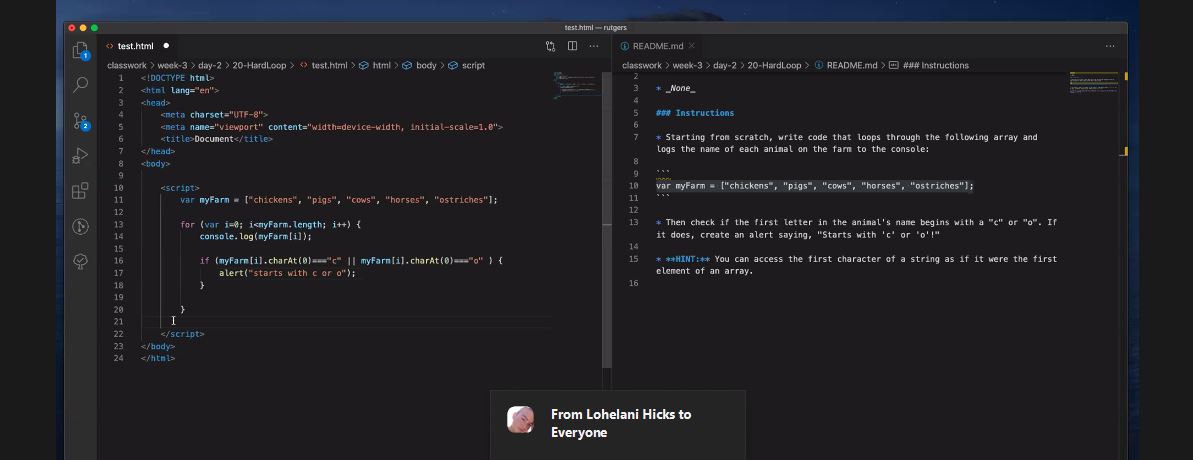 test.html — rutgers
test.html
classwork > week-3 > day-2 > 20-HardLoop > test.html > html > body > script
1 <!DOCTYPE html>
2 <html lang="en">
3 <head>
4 <meta charset="UTF-8">
5 <meta name="viewport" content="width=device-width, initial-scale=1.0">
6 <title>Document</title>
7 </head>
8 <body>
9
10 <script>
11 var myFarm = ["chickens", "pigs", "cows", "horses", "ostriches"];
12
13 for (var i=0; i<myFarm.length; i++) {
14 console.log(myFarm[i]);
15
16 if (myFarm[i].charAt(0)==="c" || myFarm[i].charAt(0)==="o" ) {
17 alert("starts with c or o");
18 }
19
20 }
21
22 </script>
23 </body>
24 </html>
1
2
README.md
classwork > week-3 > day-2 > 20-HardLoop > README.md > ### Instructions
2
3 * _None_
4
5 ### Instructions
6
7 * Starting from scratch, write code that loops through the following array and
logs the name of each animal on the farm to the console:
8
9 ```
10 var myFarm = ["chickens", "pigs", "cows", "horses", "ostriches"];
11 ```
12
13 * Then check if the first letter in the animal's name begins with a "c" or "o". If
it does, create an alert saying, "Starts with 'c' or 'o'!"
14
15 * **HINT:** You can access the first character of a string as if it were the first
element of an array.
16
From Lohelani Hicks to
Everyone